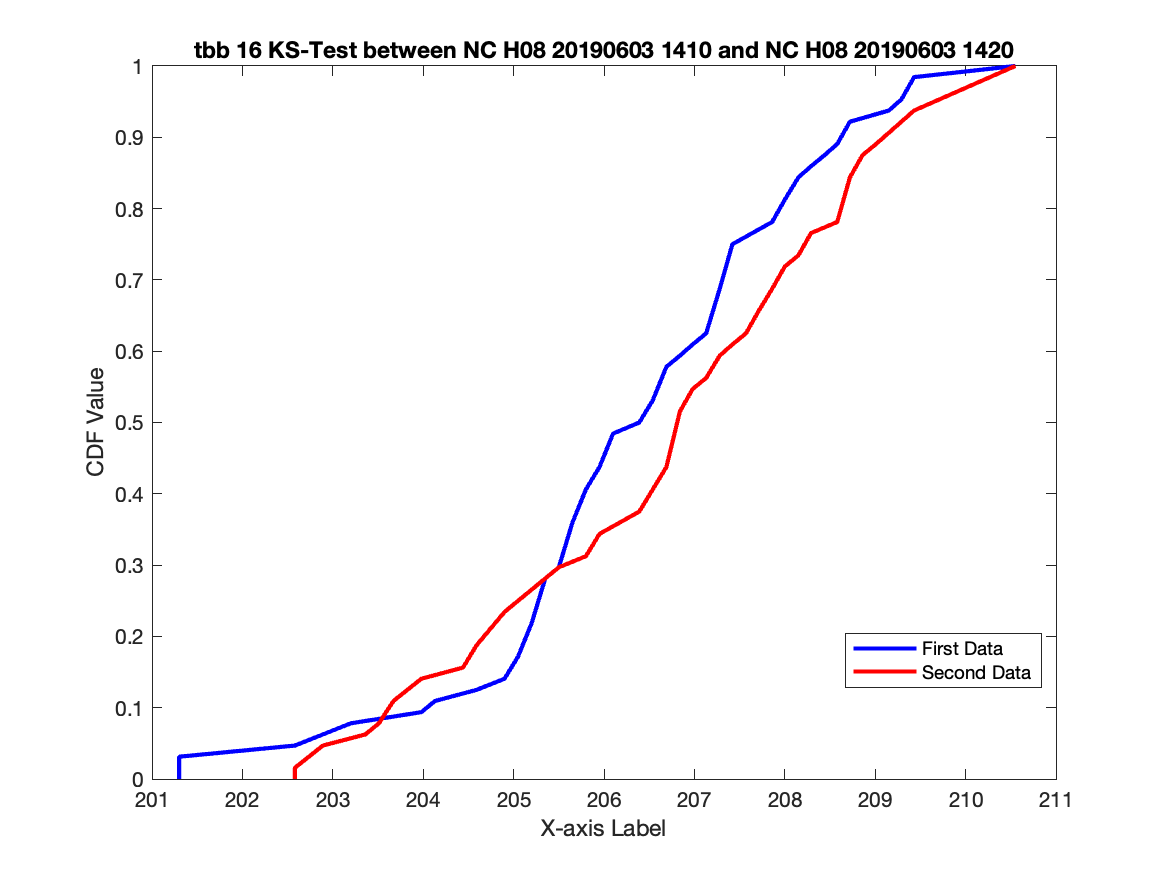 tbb 16 KS-Test between NC H08 20190603 1410 and NC H08 20190603 1420
1
0.9
0.8
0.7
0.6
0.5
0.4
0.3
0.2
0.1
0
CDF Value
First Data
Second Data
201 202 203 204 205 206 207 208 209 210 211
X-axis Label